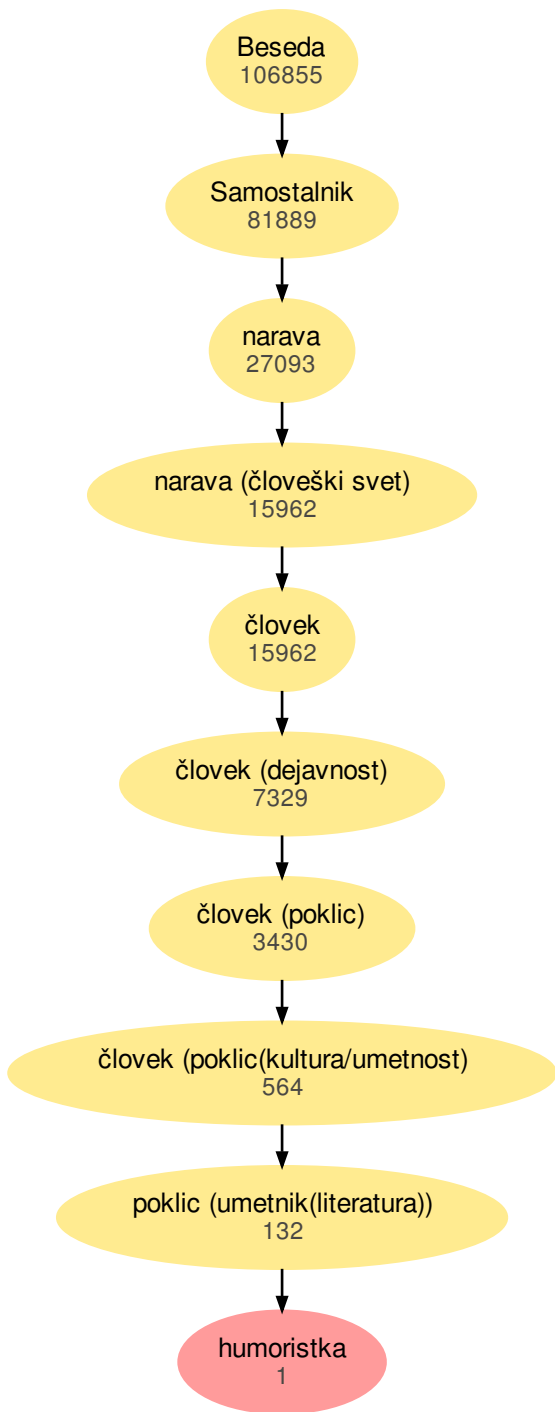 Beseda
106855
Samostalnik
81889
narava
27093
narava (človeški svet)
15962
človek
15962
človek (dejavnost)
7329
človek (poklic)
3430
človek (poklic(kultura/umetnost)
564
poklic (umetnik(literatura))
132
humoristka
1